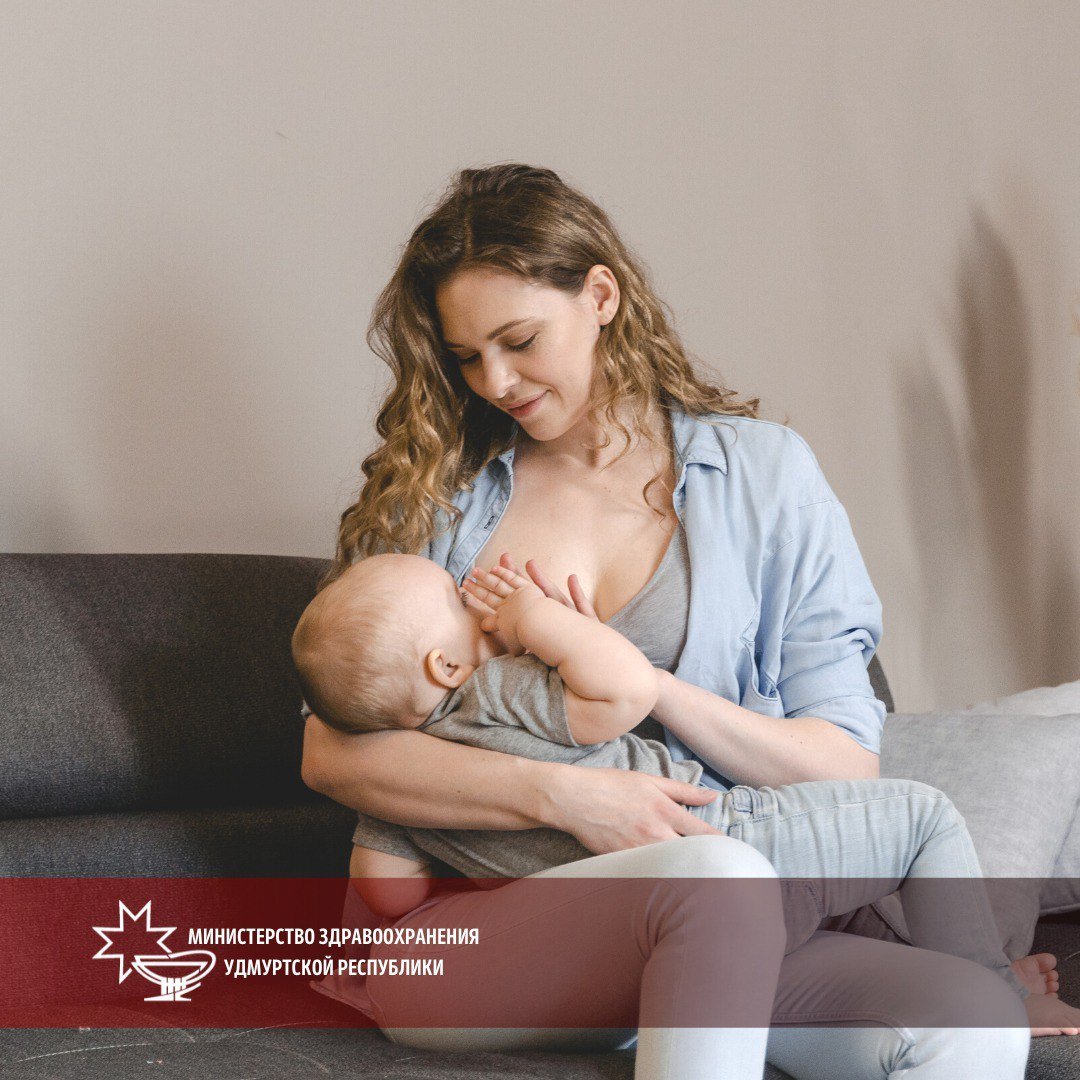 МИНИСТЕРСТВО ЗДРАВООХРАНЕНИЯ
УДМУРТСКОЙ РЕСПУБЛИКИ